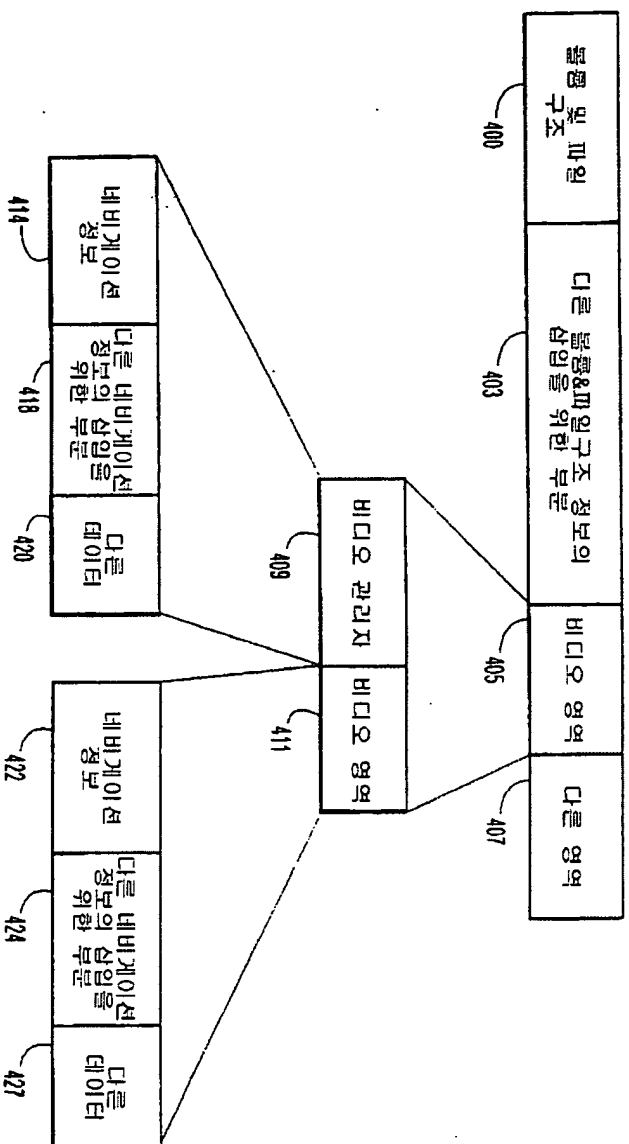 볼륨 및 파일
구조
400
다른 볼륨&파일구조 정보의
삽입을 위한 부분
403
비디오 영역
405
다른 영역
407
비디오 관리자
409
비디오 영역
411
네비게이션
정보
414
다른 네비게이션
정보의 삽입을
위한 부분
418
다른
데이터
420
네비게이션
정보
422
다른 네비게이션
정보의 삽입을
위한 부분
424
다른
데이터
427